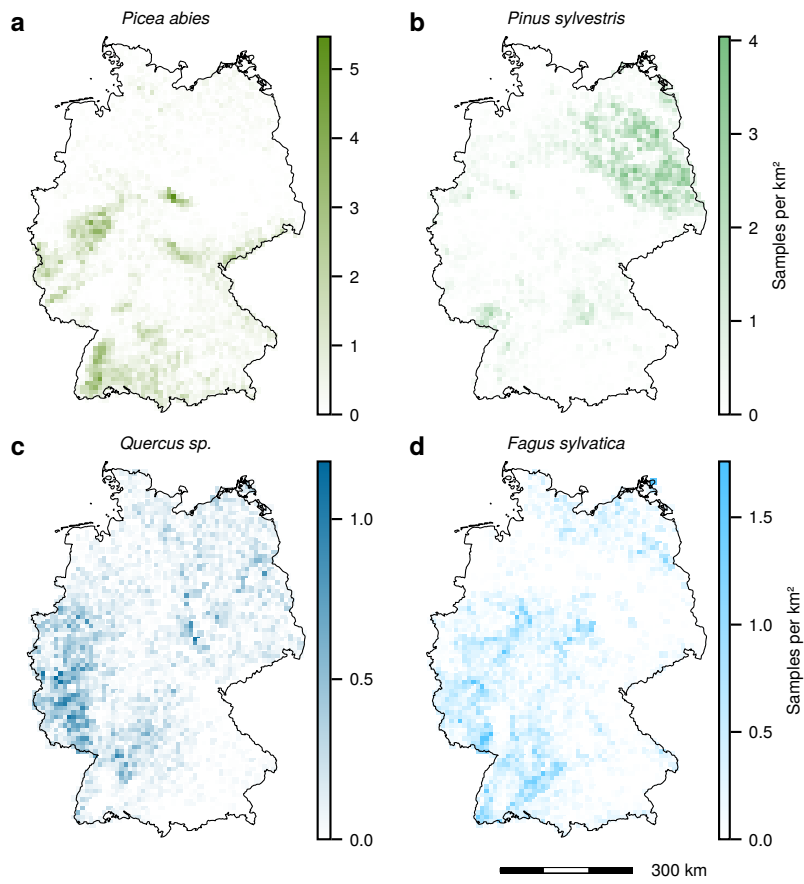 a
Picea abies
5
4
3
2
1
0
b
Pinus sylvestris
4
3
2
1
0
Samples per km²
c
Quercus sp.
1.0
0.5
0.0
d
Fagus sylvatica
1.5
1.0
0.5
0.0
Samples per km²
300 km